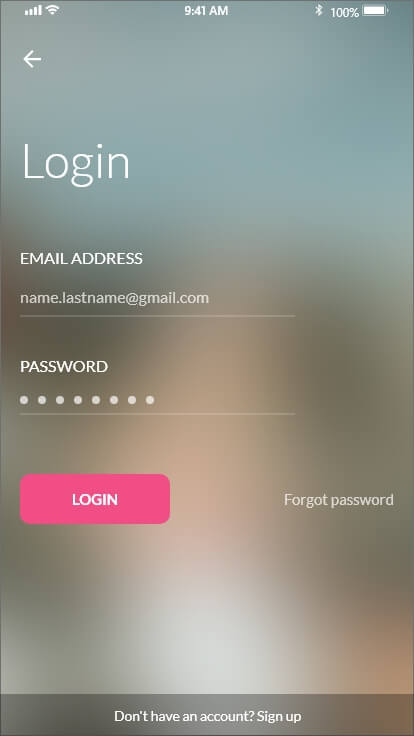 9:41 AM 100%
Login
EMAIL ADDRESS
name.lastname@gmail.com
PASSWORD
LOGIN Forgot password
Don't have an account? Sign up